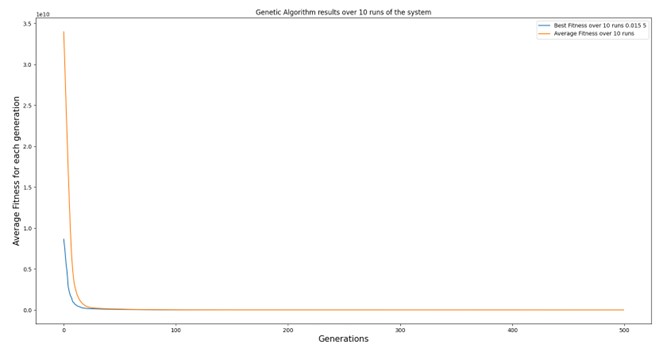 Genetic Algorithm results over 10 runs of the system
1e10
Best Fitness over 10 runs 0.015 5
Average Fitness over 10 runs
Average Fitness for each generation
3.5
3.0
2.5
2.0
1.5
1.0
0.5
0.0
0 100 200 300 400 500
Generations